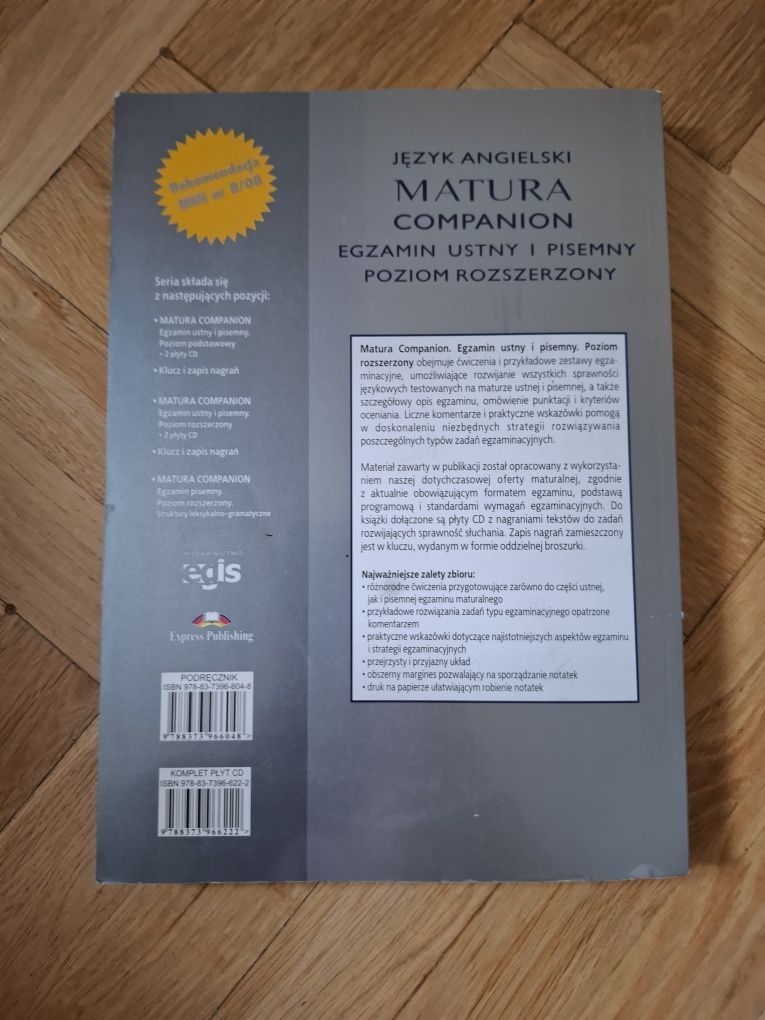 Rekomendacja
MEN nr 8/08
Seria składa się
z następujących pozycji:
• MATURA COMPANION
Egzamin ustny i pisemny.
Poziom podstawowy
+ 2 płyty CD
• Klucz i zapis nagrań
• MATURA COMPANION
Egzamin ustny i pisemny.
Poziom rozszerzony
+ 2 płyty CD
• Klucz i zapis nagrań
• MATURA COMPANION
Egzamin pisemny.
Poziom rozszerzony.
Struktury leksykalno-gramatyczne
WYDAWNICTWO
egis
Express Publishing
PODRĘCZNIK
ISBN 978-83-7396-604-8
9788373966048>
KOMPLET PŁYT CD
ISBN 978-83-7396-622-2
9788373966222>
JĘZYK ANGIELSKI
MATURA
COMPANION
EGZAMIN USTNY I PISEMNY
POZIOM ROZSZERZONY
Matura Companion. Egzamin ustny i pisemny. Poziom
rozszerzony obejmuje ćwiczenia i przykładowe zestawy egza-
minacyjne, umożliwiające rozwijanie wszystkich sprawności
językowych testowanych na maturze ustnej i pisemnej, a także
szczegółowy opis egzaminu, omówienie punktacji i kryteriów
oceniania. Liczne komentarze i praktyczne wskazówki pomogą
w doskonaleniu niezbędnych strategii rozwiązywania
poszczególnych typów zadań egzaminacyjnych.
Materiał zawarty w publikacji został opracowany z wykorzysta-
niem naszej dotychczasowej oferty maturalnej, zgodnie
z aktualnie obowiązującym formatem egzaminu, podstawą
programową i standardami wymagań egzaminacyjnych. Do
książki dołączone są płyty CD z nagraniami tekstów do zadań
rozwijających sprawność słuchania. Zapis nagrań zamieszczony
jest w kluczu, wydanym w formie oddzielnej broszurki.
Najważniejsze zalety zbioru:
• różnorodne ćwiczenia przygotowujące zarówno do części ustnej,
jak i pisemnej egzaminu maturalnego
• przykładowe rozwiązania zadań typu egzaminacyjnego opatrzone
komentarzem
• praktyczne wskazówki dotyczące najistotniejszych aspektów egzaminu
i strategii egzaminacyjnych
• przejrzysty i przyjazny układ
• obszerny margines pozwalający na sporządzanie notatek
• druk na papierze ułatwiającym robienie notatek